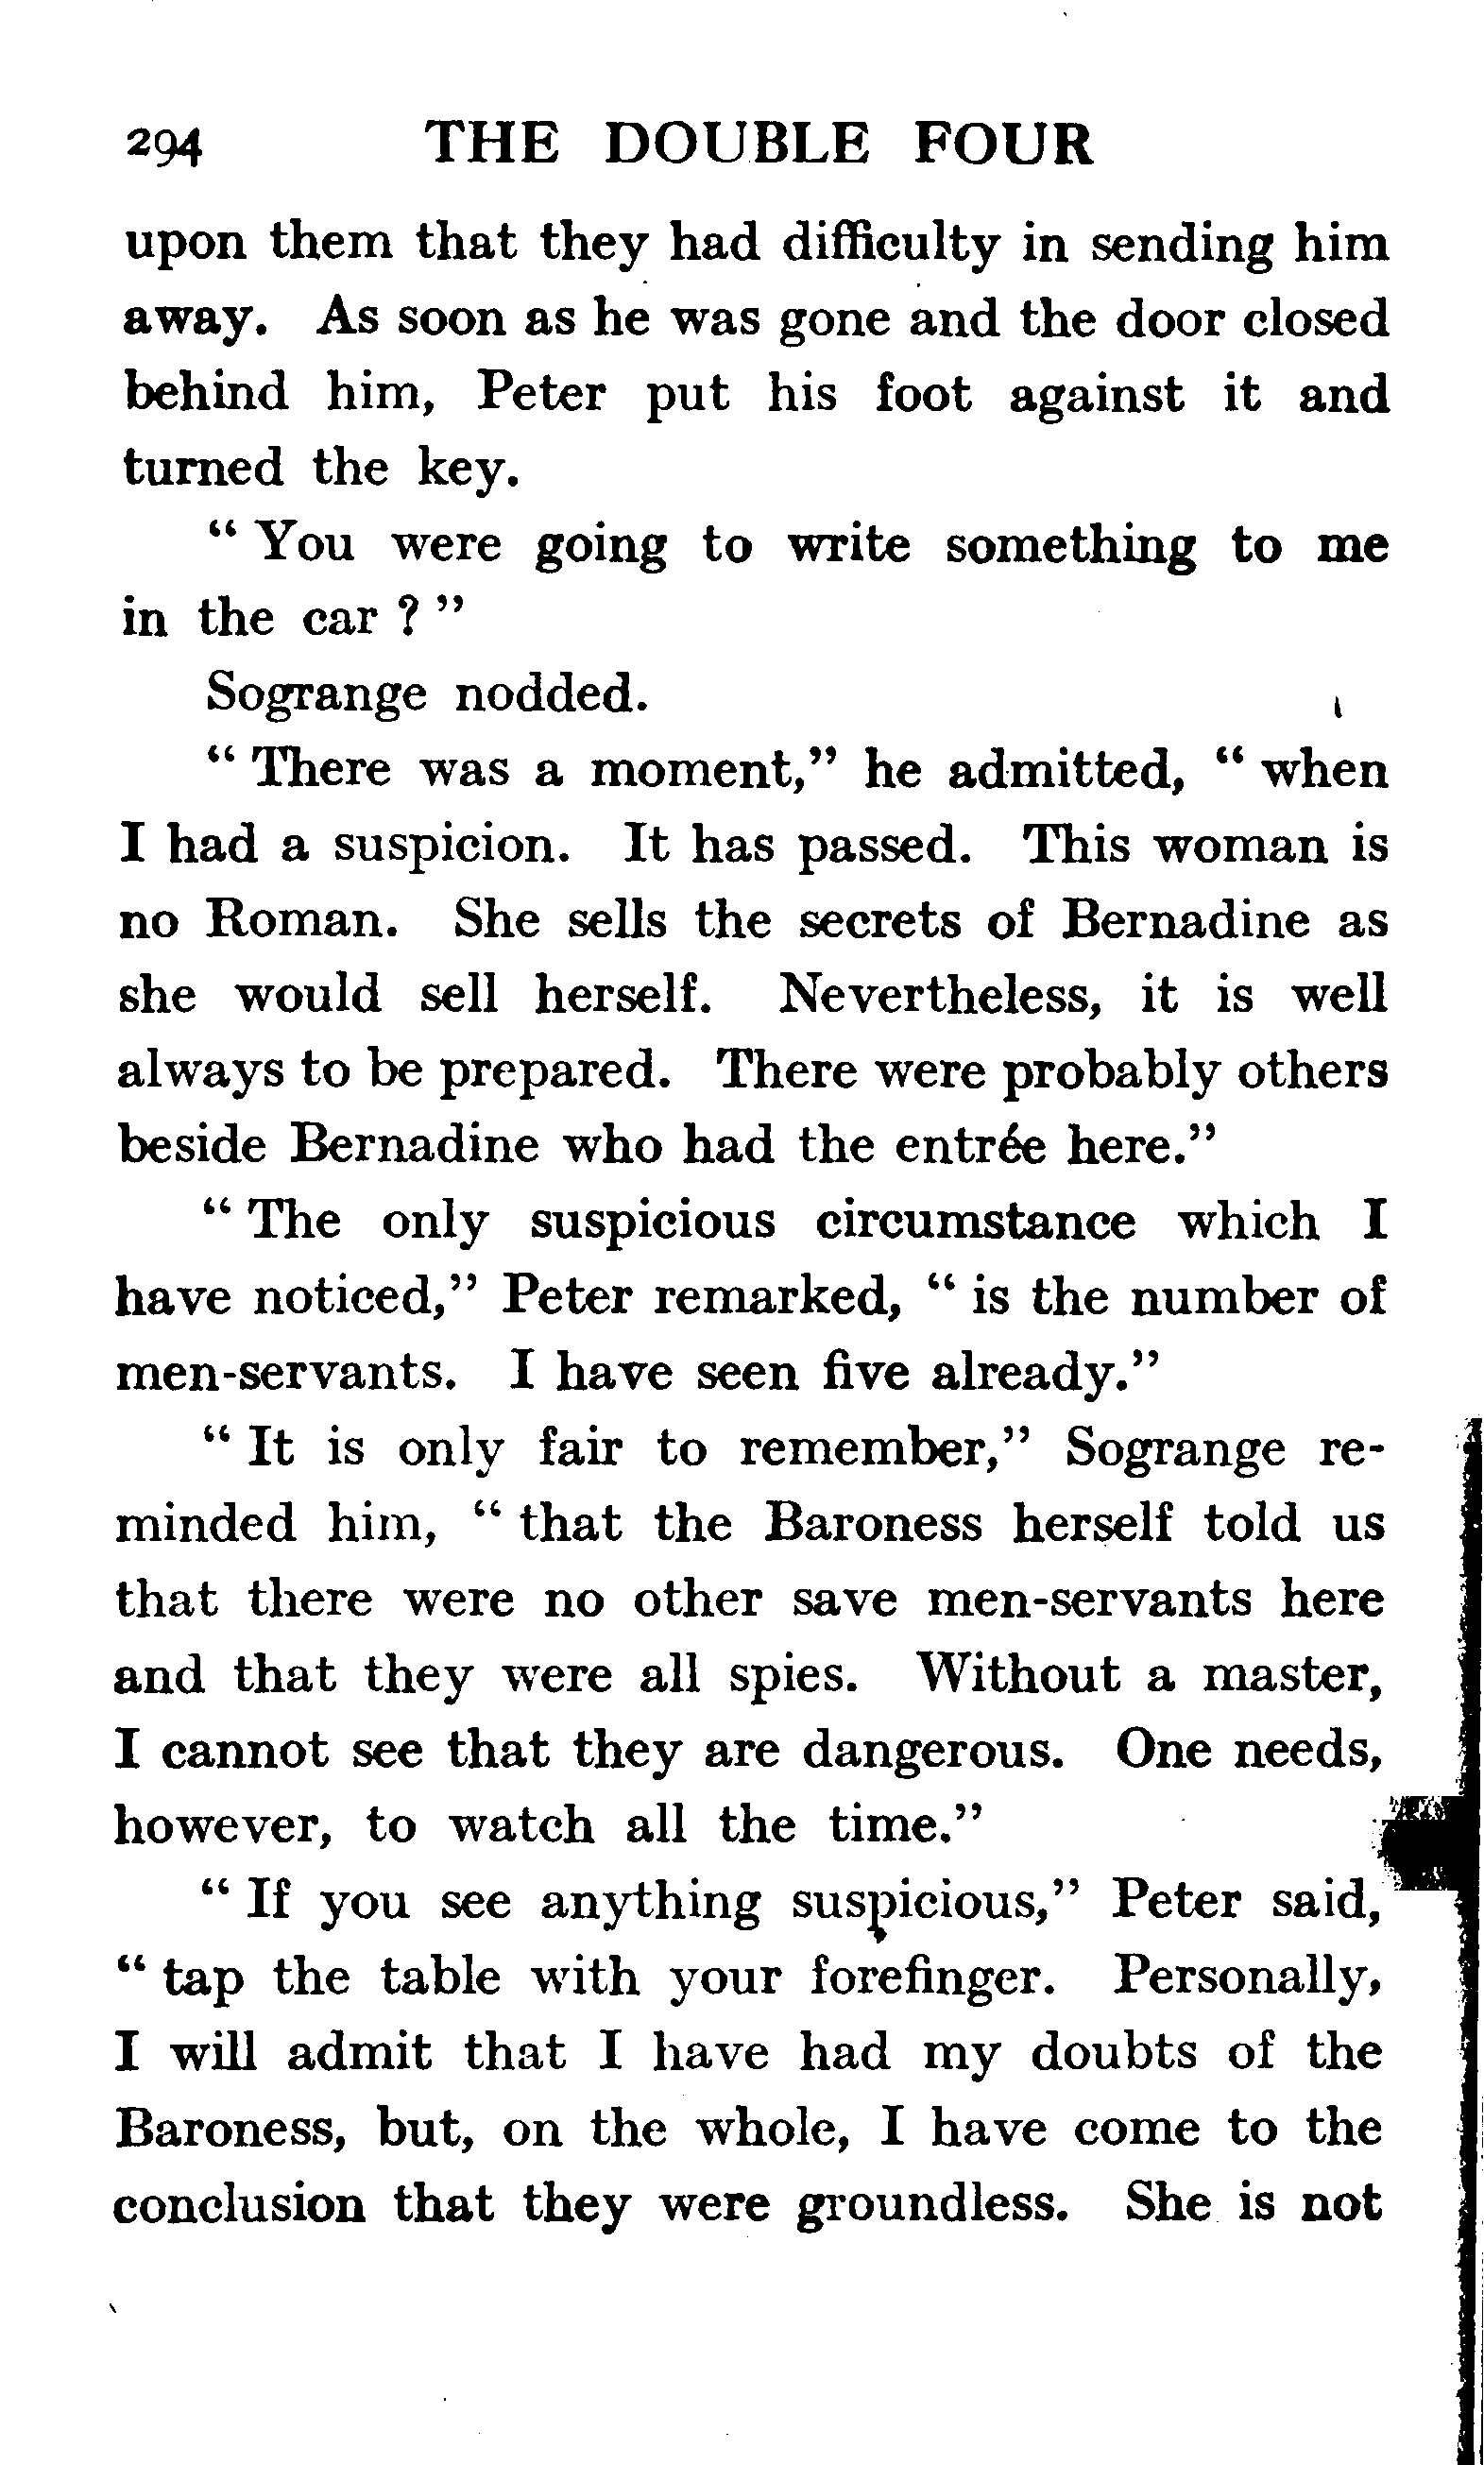 294 THE DOUBLE FOUR
upon them that they had difficulty in sending him
away. As soon as he was gone and the door closed
behind him, Peter put his foot against it and
turned the key.
“ You were going to write something to me
in the car ? ”
Sogrange nodded.
“ There was a moment,” he admitted, “ when
I had a suspicion. It has passed. This woman is
no Roman. She sells the secrets of Bernadine as
she would sell herself. Nevertheless, it is well
always to be prepared. There were probably others
beside Bernadine who had the entrée here.”
“ The only suspicious circumstance which I
have noticed,” Peter remarked, “ is the number of
men-servants. I have seen five already.”
“ It is only fair to remember,” Sogrange re-
minded him, “ that the Baroness herself told us
that there were no other save men-servants here
and that they were all spies. Without a master,
I cannot see that they are dangerous. One needs,
however, to watch all the time.”
“ If you see anything suspicious,” Peter said,
“ tap the table with your forefinger. Personally,
I will admit that I have had my doubts of the
Baroness, but, on the whole, I have come to the
conclusion that they were groundless. She is not